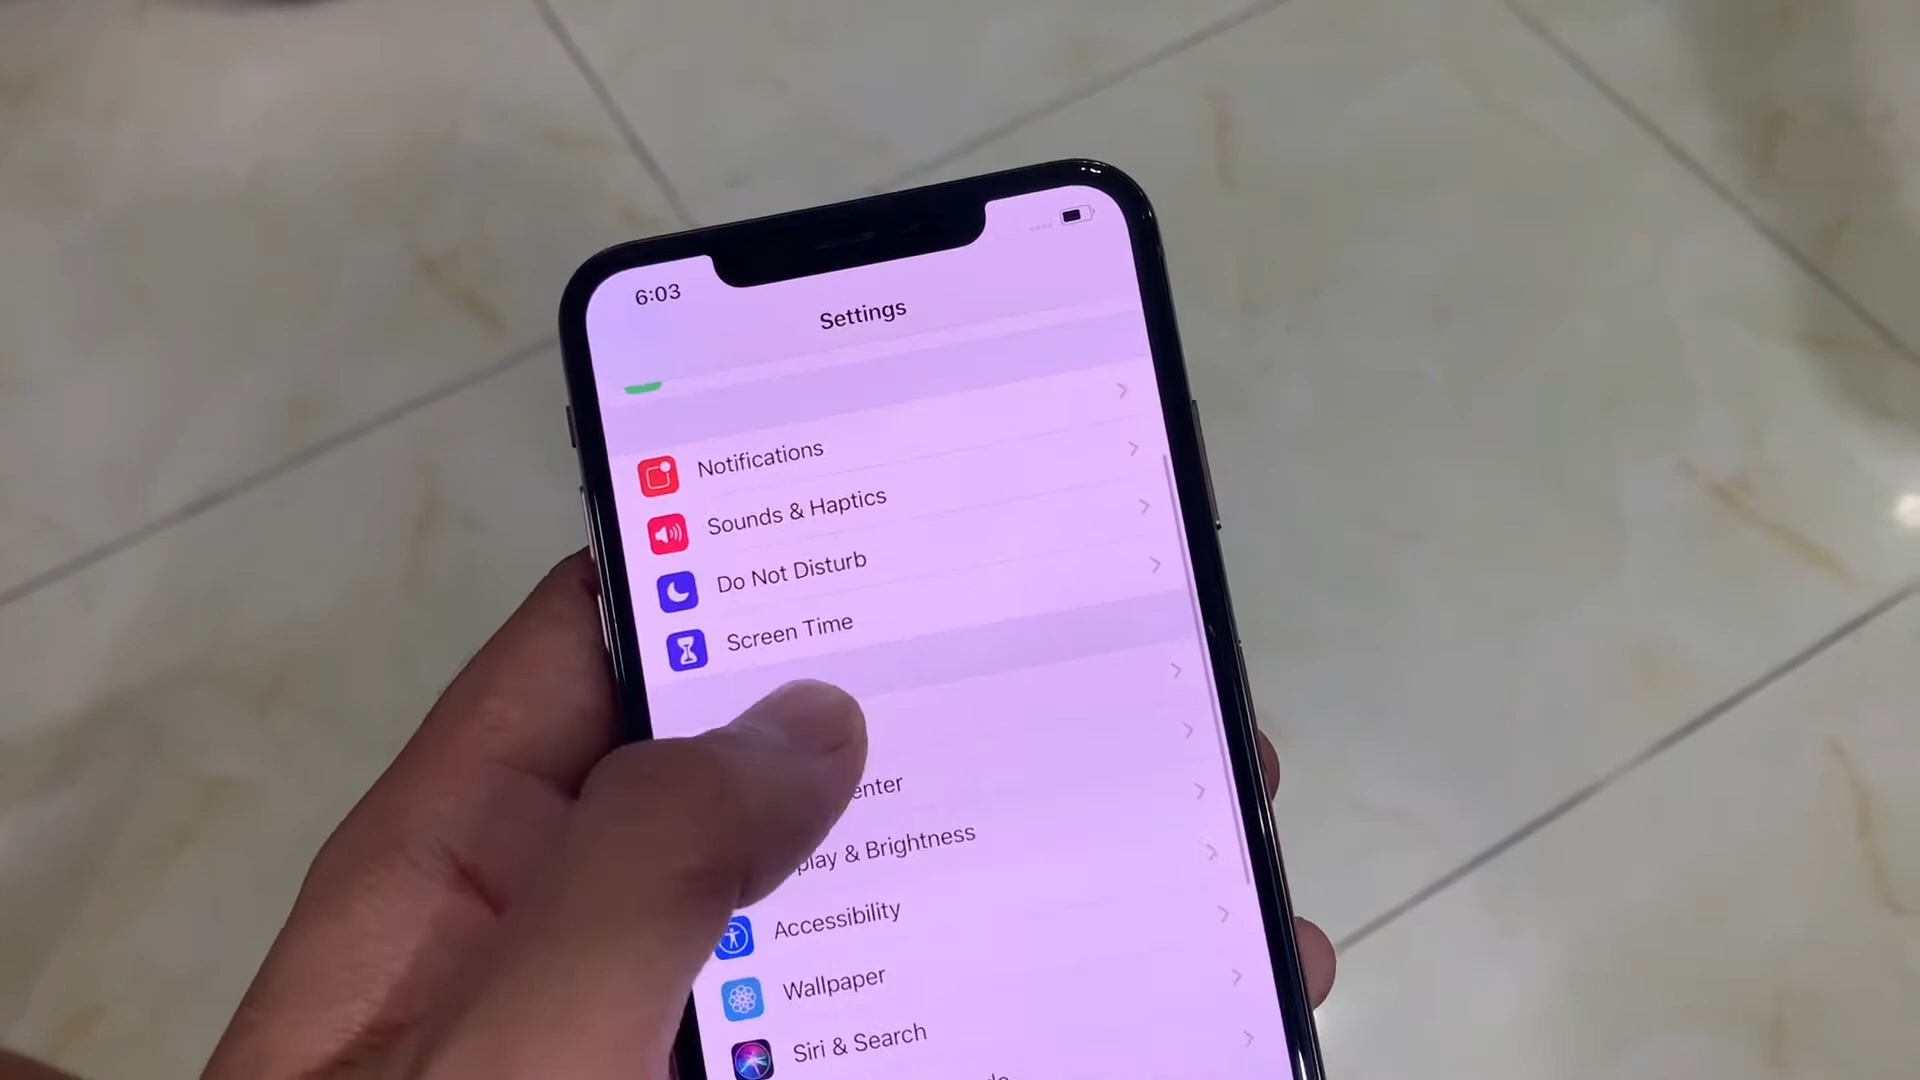 6:03
Settings
Notifications
Sounds & Haptics
Do Not Disturb
Screen Time
enter
play & Brightness
Accessibility
Wallpaper
Siri & Search